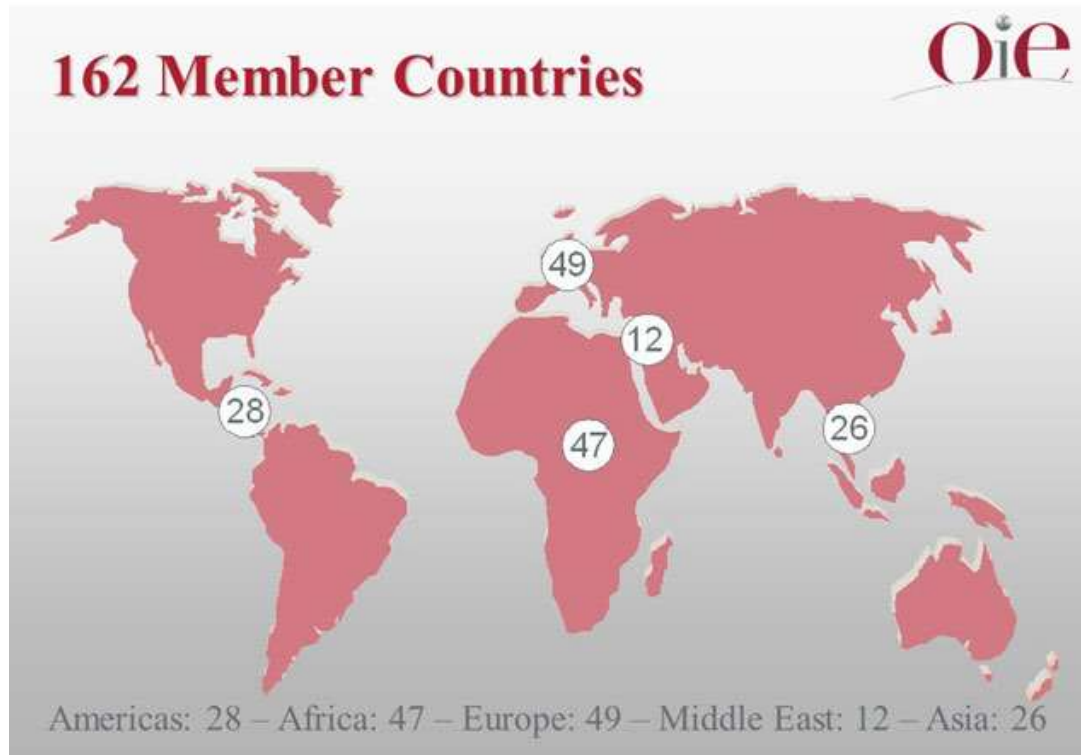 162 Member Countries
Oie
49
12
28
26
47
Americas: 28 – Africa: 47 – Europe: 49 – Middle East: 12 – Asia: 26